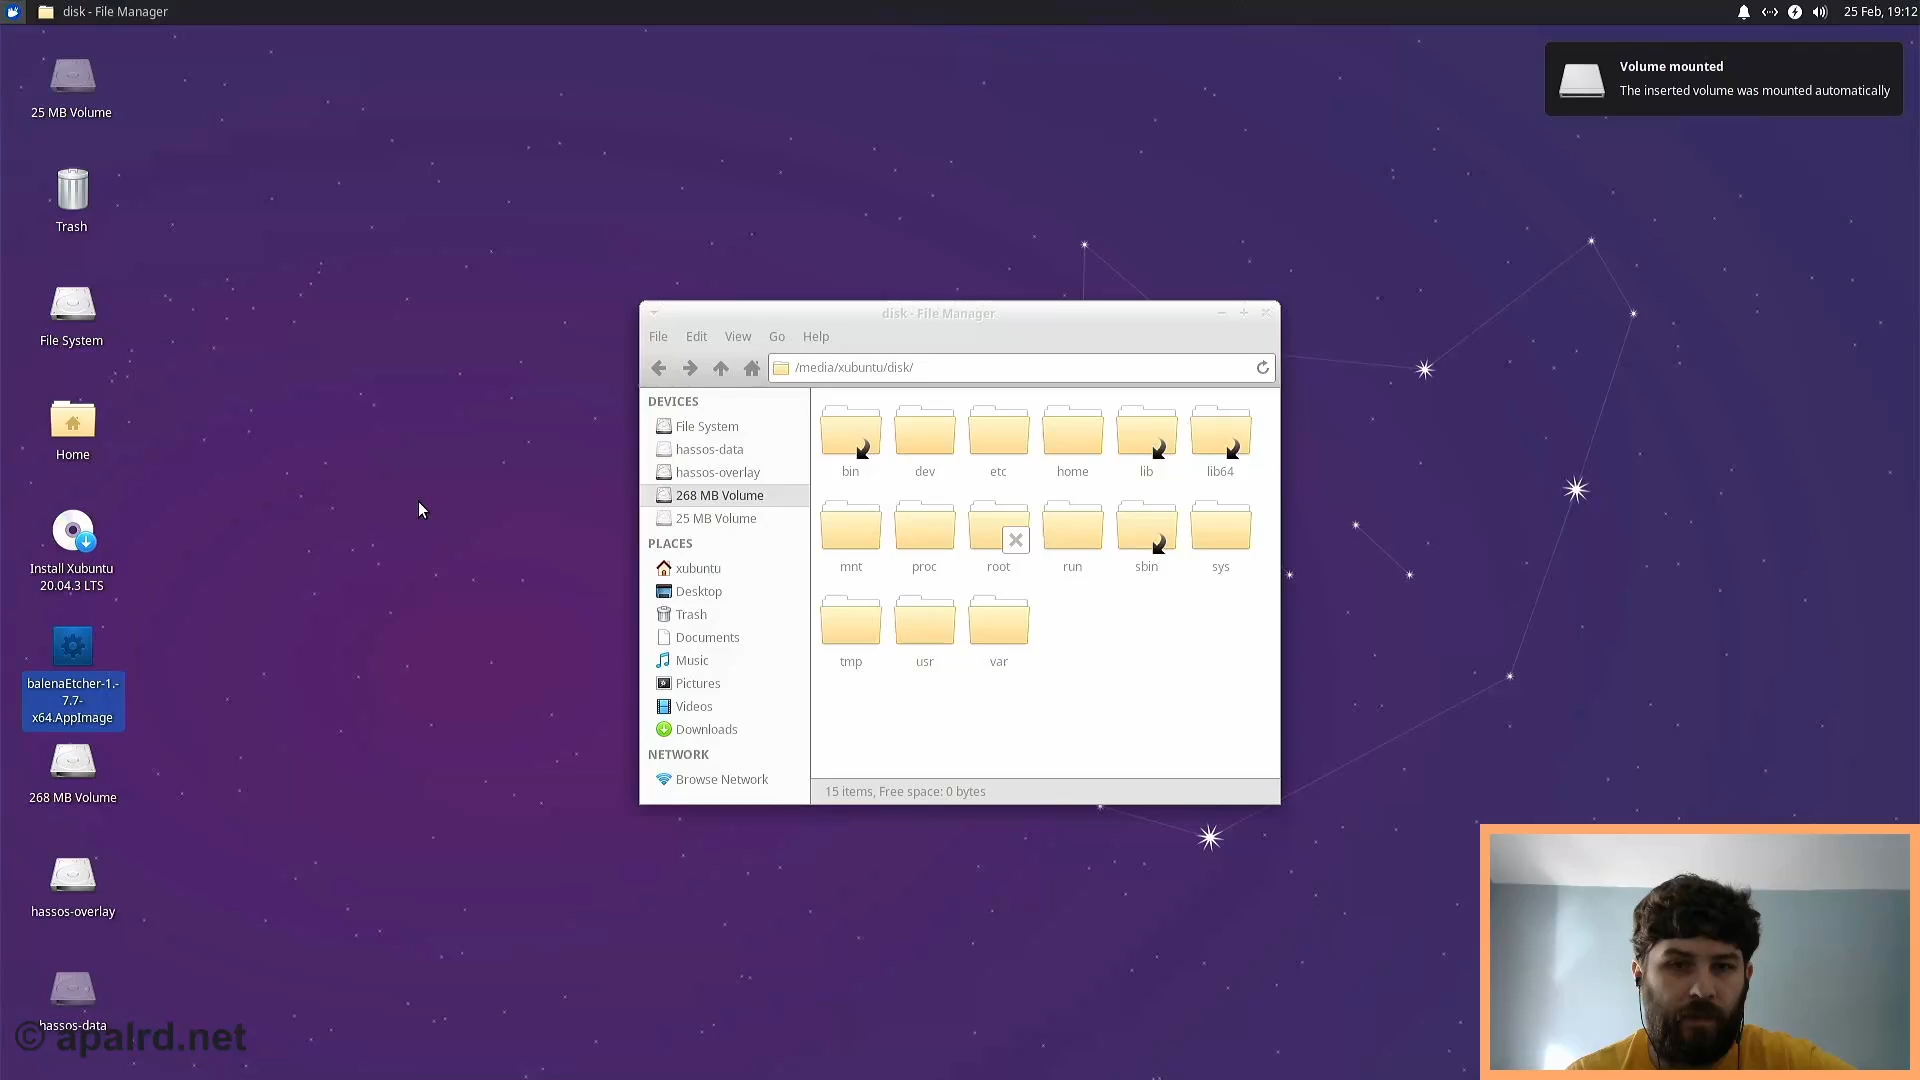 disk - File Manager
25 Feb, 19:12
Volume mounted
The inserted volume was mounted automatically
25 MB Volume
Trash
File System
Home
Install Xubuntu
20.04.3 LTS
balenaEtcher-1.-
7.7-
x64.AppImage
268 MB Volume
hassos-overlay
hassos-data
© apalrd.net
disk - File Manager
File Edit View Go Help
/media/xubuntu/disk/
DEVICES
File System
hassos-data
hassos-overlay
268 MB Volume
25 MB Volume
PLACES
xubuntu
Desktop
Trash
Documents
Music
Pictures
Videos
Downloads
NETWORK
Browse Network
bin dev etc home lib lib64
mnt proc root run sbin sys
tmp usr var
15 items, Free space: 0 bytes